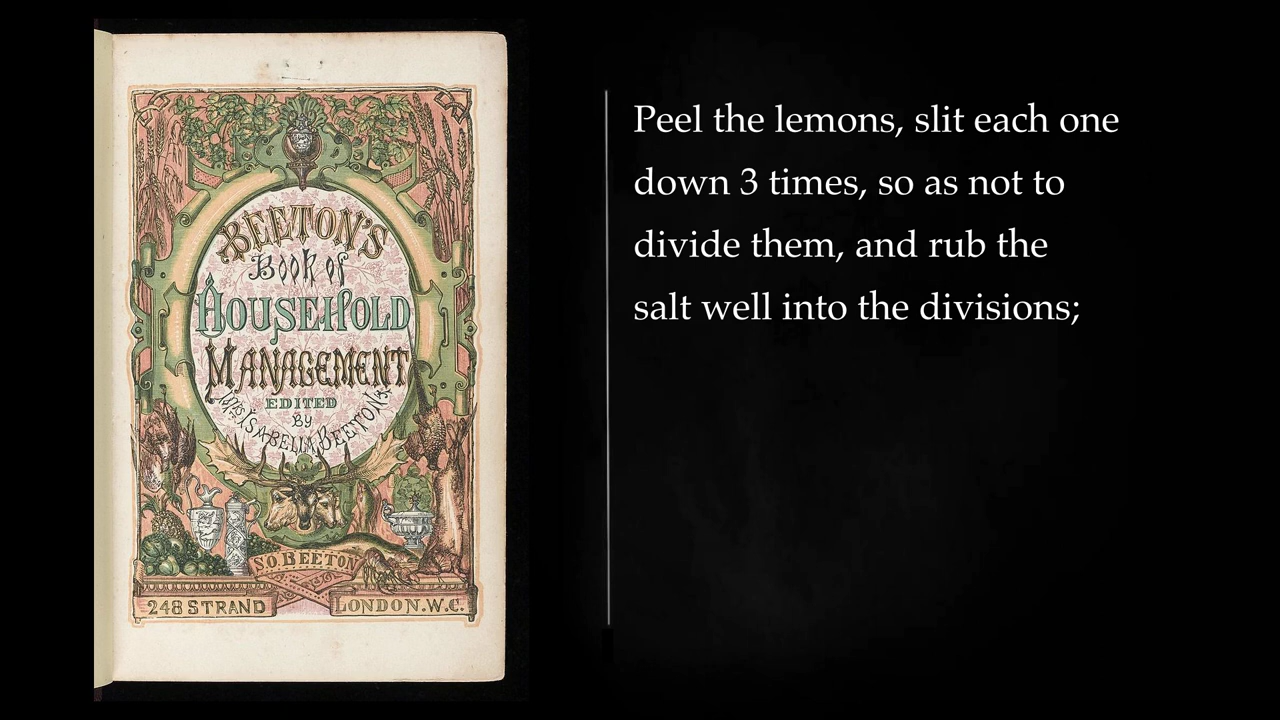 BEETON'S
Book of
HOUSEHOLD
MANAGEMENT
EDITED
BY
MRS ISABELLA BEETON
S.O. BEETON
248 STRAND
LONDON. W.C.
Peel the lemons, slit each one
down 3 times, so as not to
divide them, and rub the
salt well into the divisions;